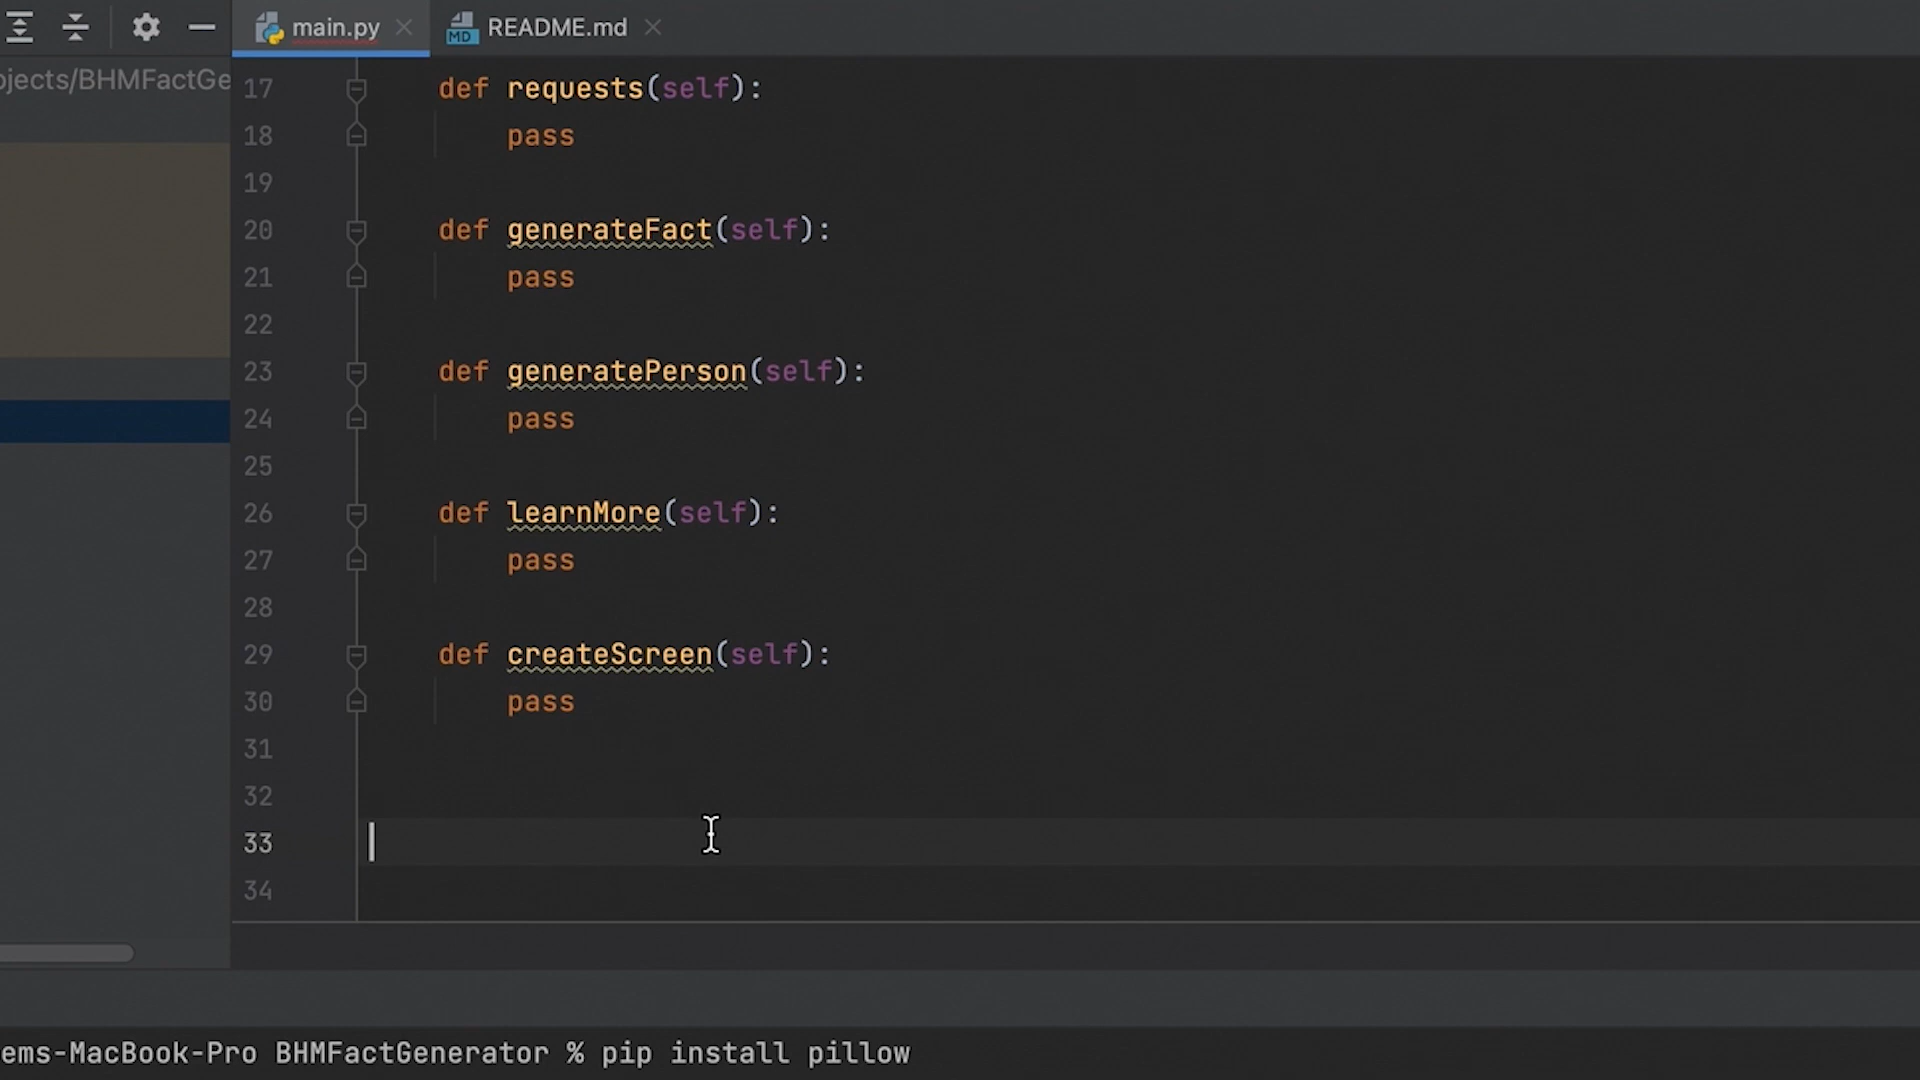 main.py
README.md
ojects/BHMFactGe
17 def requests(self):
18 pass
19
20 def generateFact(self):
21 pass
22
23 def generatePerson(self):
24 pass
25
26 def learnMore(self):
27 pass
28
29 def createScreen(self):
30 pass
31
32
33
34
ems-MacBook-Pro BHMFactGenerator % pip install pillow